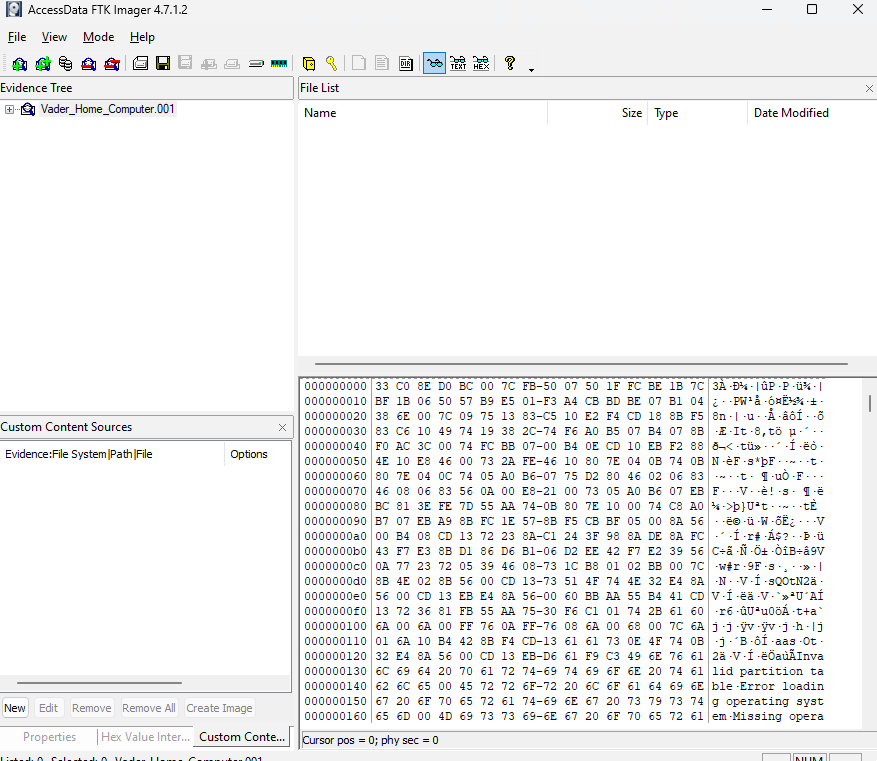 AccessData FTK Imager 4.7.1.2
File View Mode Help
Evidence Tree
Vader_Home_Computer.001
File List
Name Size Type Date Modified
Custom Content Sources
Evidence:File System|Path|File Options
New Edit Remove Remove All Create Image
Properties Hex Value Inter... Custom Conte...
000000000 33 C0 8E D0 BC 00 7C FB-50 07 50 1F FC BE 1B 7C 3À·Ð¼·|ûP·P·ü¾·|
000000010 BF 1B 06 50 57 B9 E5 01-F3 A4 CB BD BE 07 B1 04 ¿··PW¹å·ó¤Ë½¾·±·
000000020 38 6E 00 7C 09 75 13 83-C5 10 E2 F4 CD 18 8B F5 8n·|·u··Å·âôÍ··õ
000000030 83 C6 10 49 74 19 38 2C-74 F6 A0 B5 07 B4 07 8B ·Æ·It·8,tö µ·´··
000000040 F0 AC 3C 00 74 FC BB 07-00 B4 0E CD 10 EB F2 88 ð¬<·tü»··´·Í·ëò·
000000050 4E 10 E8 46 00 73 2A FE-46 10 80 7E 04 0B 74 0B N·èF·s*þF··~··t·
000000060 80 7E 04 0C 74 05 A0 B6-07 75 D2 80 46 02 06 83 ·~··t· ¶·uÒ·F···
000000070 46 08 06 83 56 0A 00 E8-21 00 73 05 A0 B6 07 EB F···V··è!·s· ¶·ë
000000080 BC 81 3E FE 7D 55 AA 74-0B 80 7E 10 00 74 C8 A0 ¼·>þ}Uªt··~··tÈ
000000090 B7 07 EB A9 8B FC 1E 57-8B F5 CB BF 05 00 8A 56 ··ë©·ü·W·õË¿···V
0000000a0 00 B4 08 CD 13 72 23 8A-C1 24 3F 98 8A DE 8A FC ·´·Í·r#·Á$?··Þ·ü
0000000b0 43 F7 E3 8B D1 86 D6 B1-06 D2 EE 42 F7 E2 39 56 C÷ã·Ñ·Ö±·ÒîB÷â9V
0000000c0 0A 77 23 72 05 39 46 08-73 1C B8 01 02 BB 00 7C ·w#r·9F·s·¸··»·|
0000000d0 8B 4E 02 8B 56 00 CD 13-73 51 4F 74 4E 32 E4 8A ·N··V·Í·sQOtN2ä·
0000000e0 56 00 CD 13 EB E4 8A 56-00 60 BB AA 55 B4 41 CD V·Í·ëä·V·`»ªU´AÍ
0000000f0 13 72 36 81 FB 55 AA 75-30 F6 C1 01 74 2B 61 60 ·r6·ûUªu0öÁ·t+a`
000000100 6A 00 6A 00 FF 76 0A FF-76 08 6A 00 68 00 7C 6A j·j·ÿv·ÿv·j·h·|j
000000110 01 6A 10 B4 42 8B F4 CD-13 61 61 73 0E 4F 74 0B ·j·´B·ôÍ·aas·Ot·
000000120 32 E4 8A 56 00 CD 13 EB-D6 61 F9 C3 49 6E 76 61 2ä·V·Í·ëÖaùÃInva
000000130 6C 69 64 20 70 61 72 74-69 74 69 6F 6E 20 74 61 lid partition ta
000000140 62 6C 65 00 45 72 72 6F-72 20 6C 6F 61 64 69 6E ble·Error loadin
000000150 67 20 6F 70 65 72 61 74-69 6E 67 20 73 79 73 74 g operating syst
000000160 65 6D 00 4D 69 73 73 69-6E 67 20 6F 70 65 72 61 em·Missing opera
Cursor pos = 0; phy sec = 0
Listed: 0 Selected: 0 Vader_Home_Computer.001 NUM